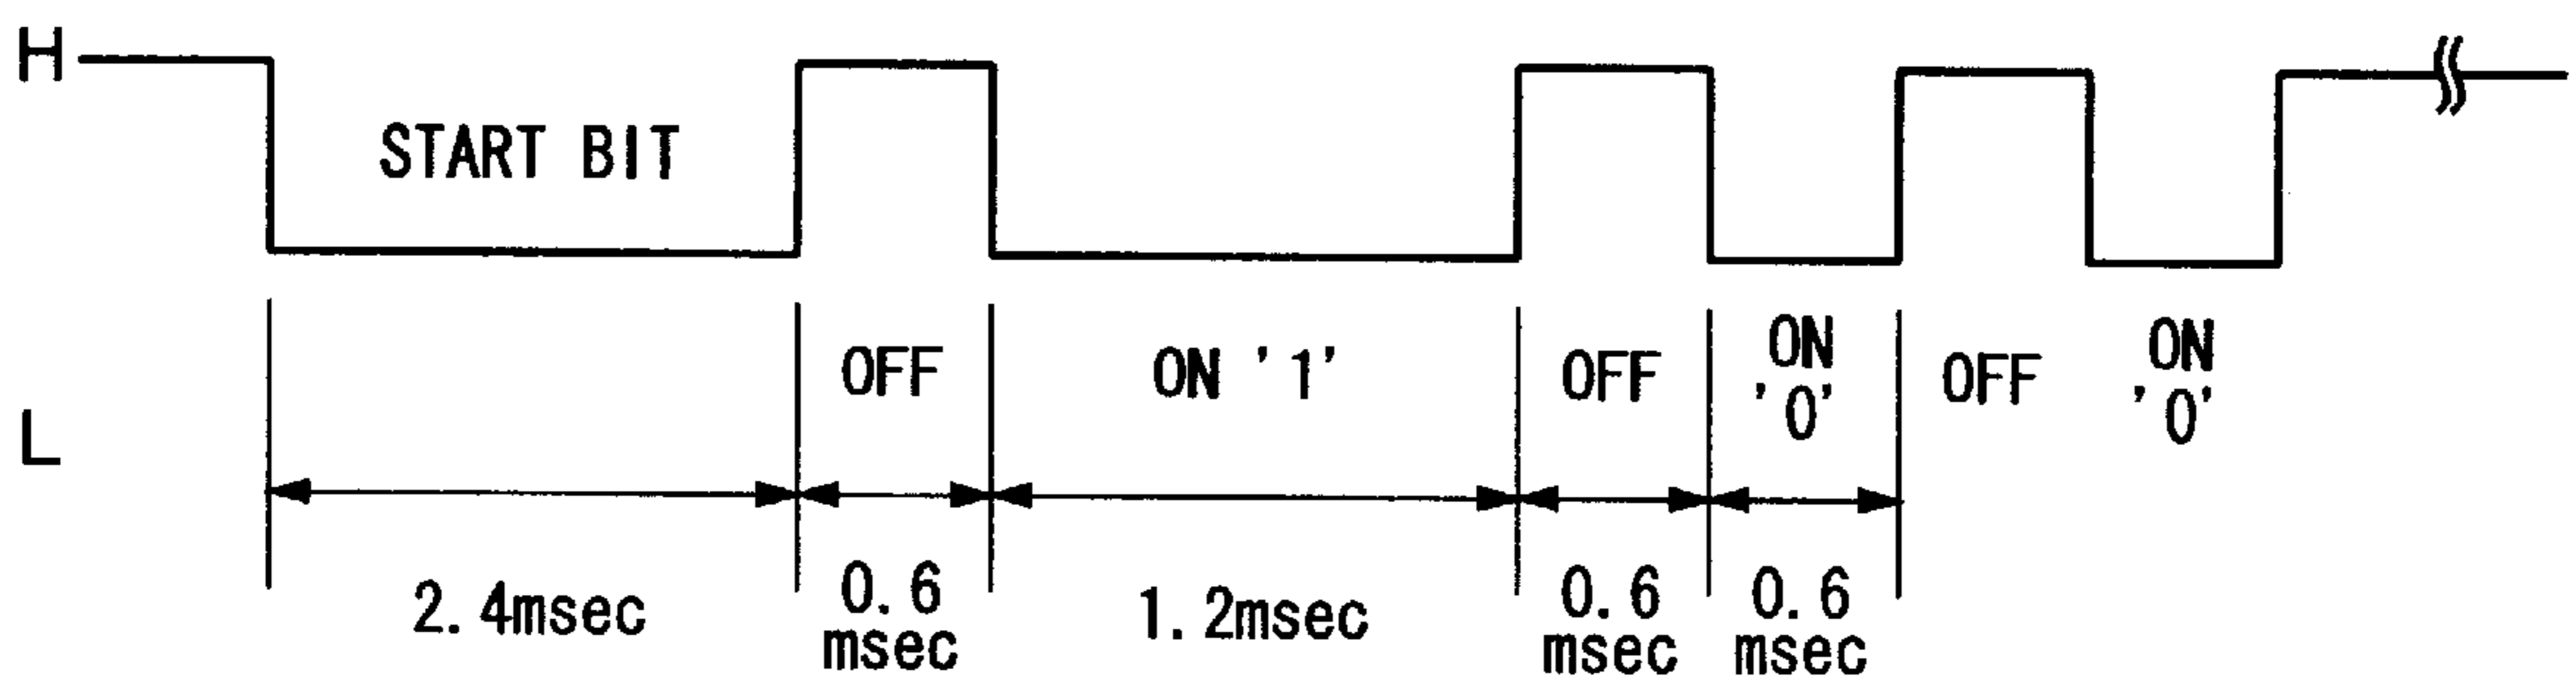 H
START BIT
OFF
ON '1'
OFF
ON
'0'
OFF
ON
'0'
L
2.4msec
0.6
msec
1.2msec
0.6
msec
0.6
msec